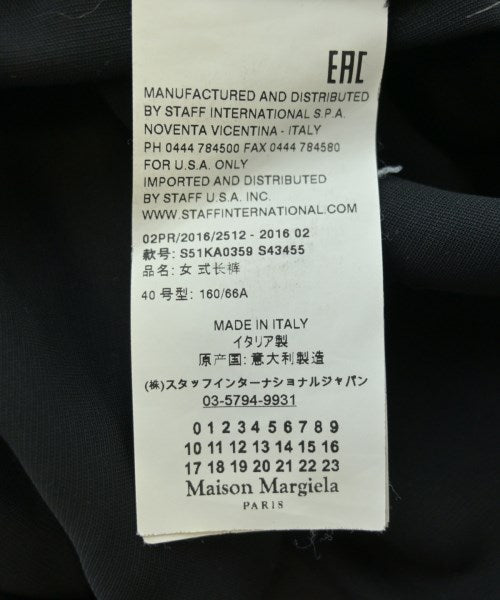 EAC
MANUFACTURED AND DISTRIBUTED
BY STAFF INTERNATIONAL S.P.A.
NOVENTA VICENTINA - ITALY
PH 0444 784500 FAX 0444 784580
FOR U.S.A. ONLY
IMPORTED AND DISTRIBUTED
BY STAFF U.S.A. INC.
WWW.STAFFINTERNATIONAL.COM
02PR/2016/2512 - 2016 02
款号: S51KA0359 S43455
品名: 女 式长裤
40 号型: 160/66A
MADE IN ITALY
イタリア製
原产国: 意大利製造
(株)スタッフインターナショナルジャパン
03-5794-9931
0 1 2 3 4 5 6 7 8 9
10 11 12 13 14 15 16
17 18 19 20 21 22 23
Maison Margiela
PARIS